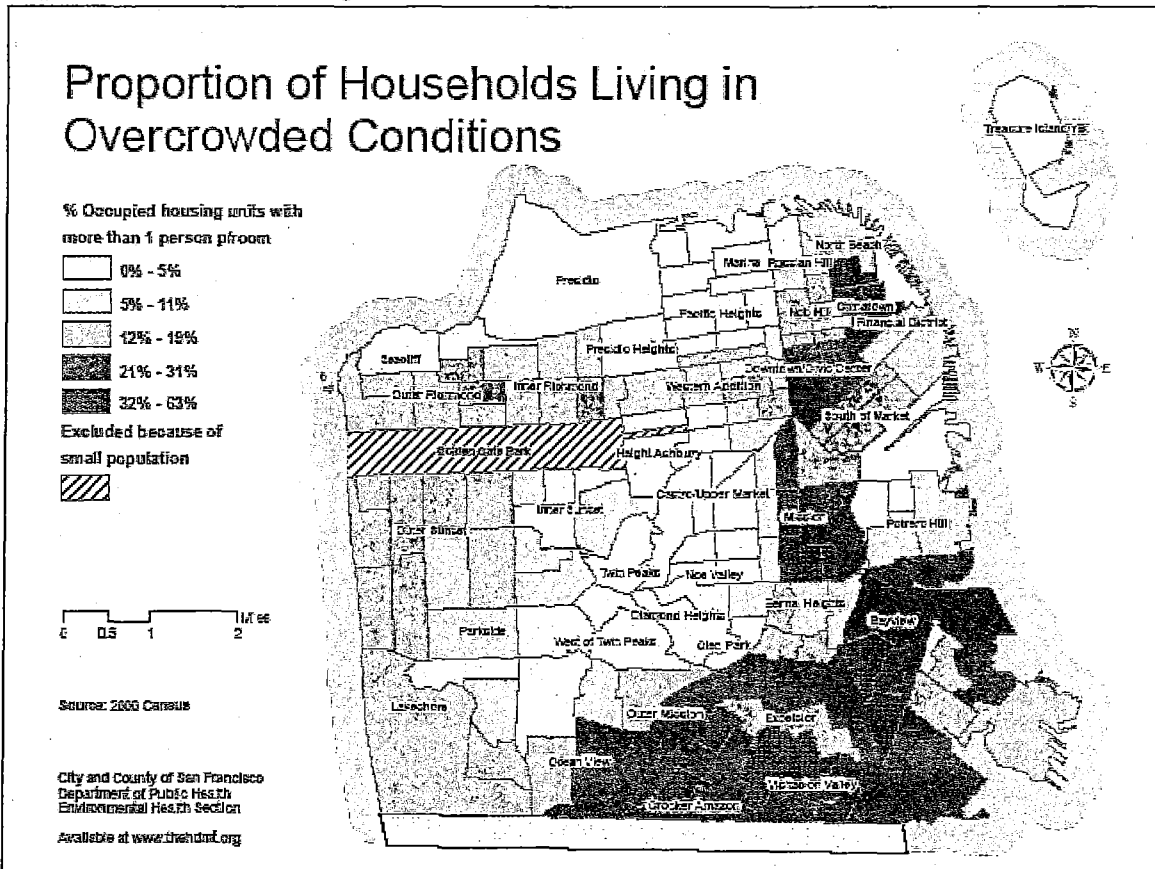 Proportion of Households Living in
Overcrowded Conditions
% Occupied housing units with
more than 1 person p/room
0% - 5%
5% - 11%
12% - 19%
21% - 31%
32% - 63%
Excluded because of
small population
Miles
0 0.5 1 2
Source: 2000 Census
City and County of San Francisco
Department of Public Health
Environmental Health Section
Available at www.thehdmt.org
Treasure Island/YBI
North Beach
Marina
Russian Hill
Presidio
Chinatown
Pacific Heights
Nob Hill
Financial District
Seacliff
Presidio Heights
Downtown/Civic Center
Outer Richmond
Inner Richmond
Western Addition
South of Market
Golden Gate Park
Haight Ashbury
Castro/Upper Market
Inner Sunset
Mission
Potrero Hill
Outer Sunset
Twin Peaks
Noe Valley
Diamond Heights
Bernal Heights
Bayview
Parkside
West of Twin Peaks
Glen Park
Lakeshore
Outer Mission
Excelsior
Ocean View
Visitacion Valley
Crocker Amazon
N
W
E
S